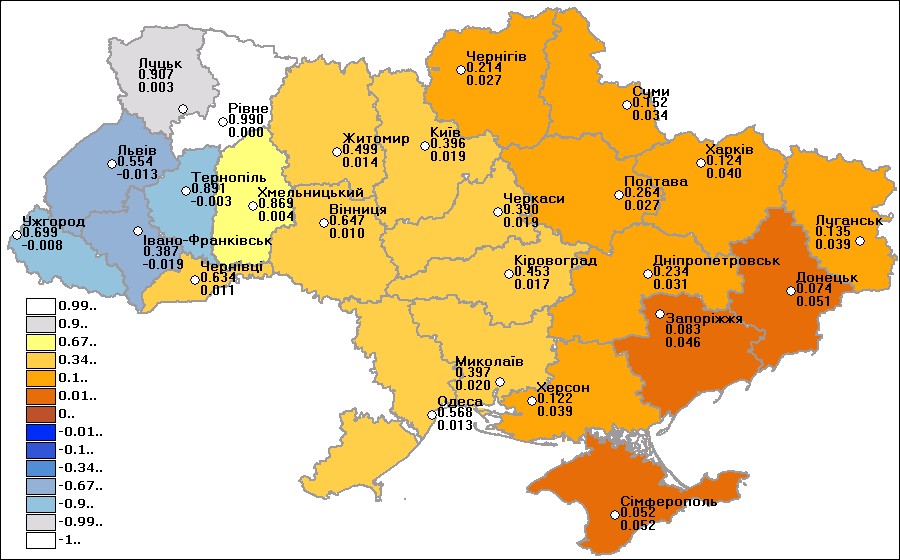 Луцьк
0.907
0.003
Рівне
0.990
0.000
Чернігів
0.214
0.027
Суми
0.152
0.034
Житомир
0.499
0.014
Київ
0.396
0.019
Харків
0.124
0.040
Львів
0.554
-0.013
Тернопіль
0.891
-0.003
Хмельницький
0.869
0.004
Вінниця
0.647
0.010
Черкаси
0.390
0.019
Полтава
0.264
0.027
Ужгород
0.699
-0.008
Івано-Франківськ
0.387
-0.019
Чернівці
0.634
0.011
Кіровоград
0.453
0.017
Дніпропетровськ
0.234
0.031
Луганськ
0.135
0.039
Донецьк
0.074
0.051
Запоріжжя
0.083
0.046
Миколаїв
0.397
0.020
Одеса
0.568
0.013
Херсон
0.122
0.039
Сімферополь
0.052
0.052
0.99..
0.9..
0.67..
0.34..
0.1..
0.01..
0..
-0.01..
-0.1..
-0.34..
-0.67..
-0.9..
-0.99..
-1..